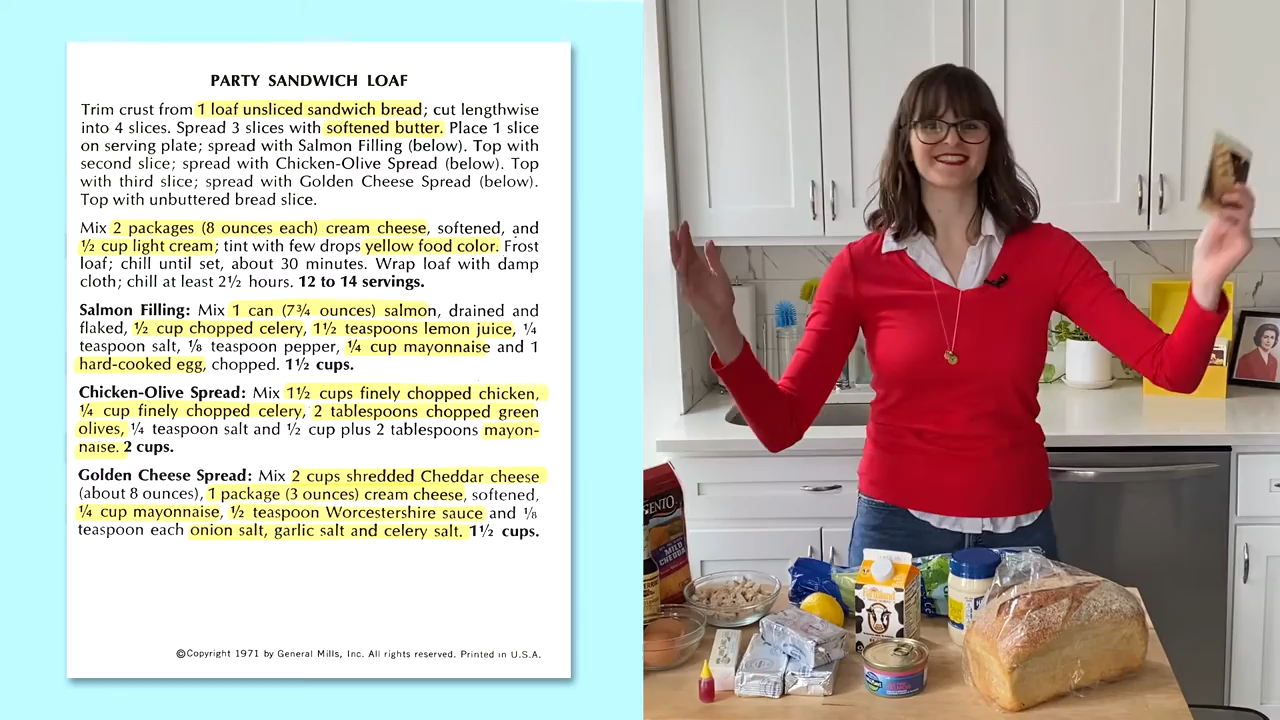 PARTY SANDWICH LOAF
Trim crust from 1 loaf unsliced sandwich bread; cut lengthwise
into 4 slices. Spread 3 slices with softened butter. Place 1 slice
on serving plate; spread with Salmon Filling (below). Top with
second slice; spread with Chicken-Olive Spread (below). Top
with third slice; spread with Golden Cheese Spread (below).
Top with unbuttered bread slice.
Mix 2 packages (8 ounces each) cream cheese, softened, and
½ cup light cream; tint with few drops yellow food color. Frost
loaf; chill until set, about 30 minutes. Wrap loaf with damp
cloth; chill at least 2½ hours. 12 to 14 servings.
Salmon Filling: Mix 1 can (7¾ ounces) salmon, drained and
flaked, ½ cup chopped celery, 1½ teaspoons lemon juice, ¼
teaspoon salt, ⅛ teaspoon pepper, ¼ cup mayonnaise and 1
hard-cooked egg, chopped. 1½ cups.
Chicken-Olive Spread: Mix 1½ cups finely chopped chicken,
¼ cup finely chopped celery, 2 tablespoons chopped green
olives, ¼ teaspoon salt and ½ cup plus 2 tablespoons mayon-
naise. 2 cups.
Golden Cheese Spread: Mix 2 cups shredded Cheddar cheese
(about 8 ounces), 1 package (3 ounces) cream cheese, softened,
¼ cup mayonnaise, ½ teaspoon Worcestershire sauce and ⅛
teaspoon each onion salt, garlic salt and celery salt. 1½ cups.
©Copyright 1971 by General Mills, Inc. All rights reserved. Printed in U.S.A.
MILD
CHEDDAR